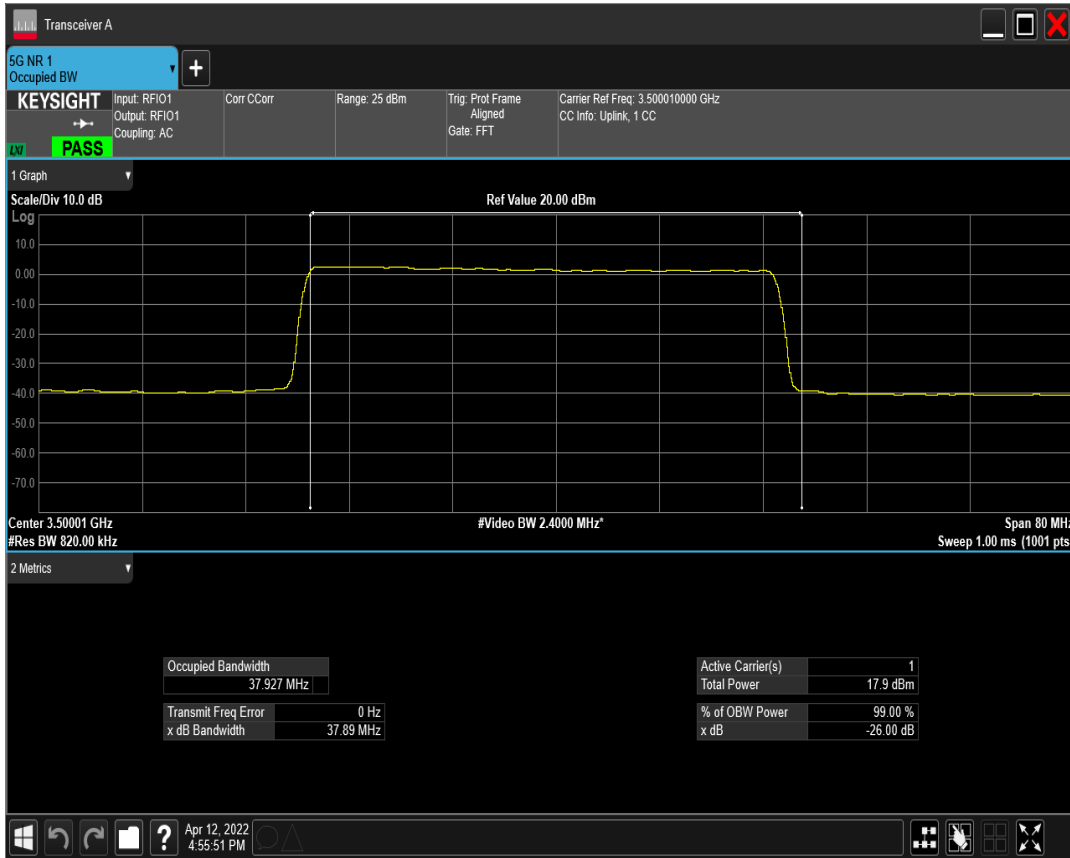 Transceiver A
5G NR 1
Occupied BW
+
KEYSIGHT
Input: RFIO1
Output: RFIO1
Coupling: AC
LXI
PASS
Corr CCorr
Range: 25 dBm
Trig: Prot Frame
Aligned
Gate: FFT
Carrier Ref Freq: 3.500010000 GHz
CC Info: Uplink, 1 CC
1 Graph
Scale/Div 10.0 dB
Ref Value 20.00 dBm
Log
10.0
0.00
-10.0
-20.0
-30.0
-40.0
-50.0
-60.0
-70.0
Center 3.50001 GHz
#Video BW 2.4000 MHz*
Span 80 MHz
#Res BW 820.00 kHz
Sweep 1.00 ms (1001 pts
2 Metrics
Occupied Bandwidth
37.927 MHz
Transmit Freq Error 0 Hz
x dB Bandwidth 37.89 MHz
Active Carrier(s) 1
Total Power 17.9 dBm
% of OBW Power 99.00 %
x dB -26.00 dB
?
Apr 12, 2022
4:55:51 PM